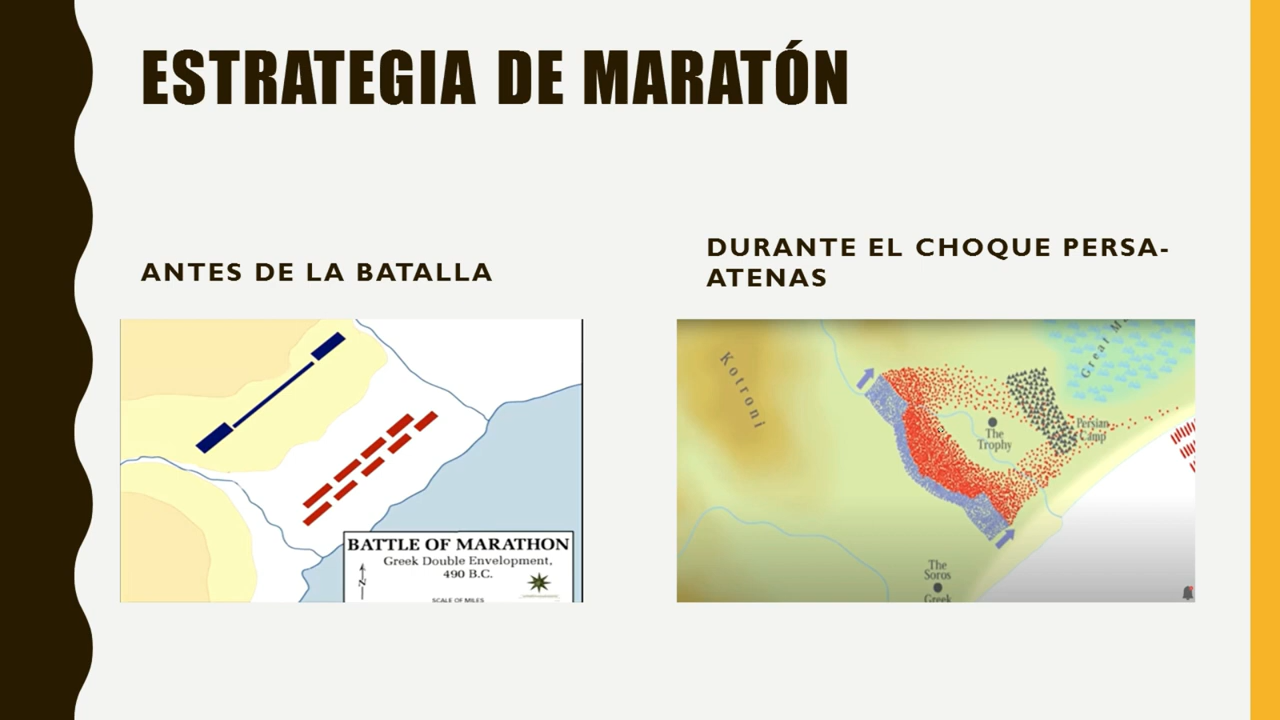 ESTRATEGIA DE MARATÓN
ANTES DE LA BATALLA
DURANTE EL CHOQUE PERSA-
ATENAS
BATTLE OF MARATHON
Greek Double Envelopment,
490 B.C.
N
SCALE OF MILES
Kotroni
Great
The
Trophy
Persian
Camp
The
Soros
Greek